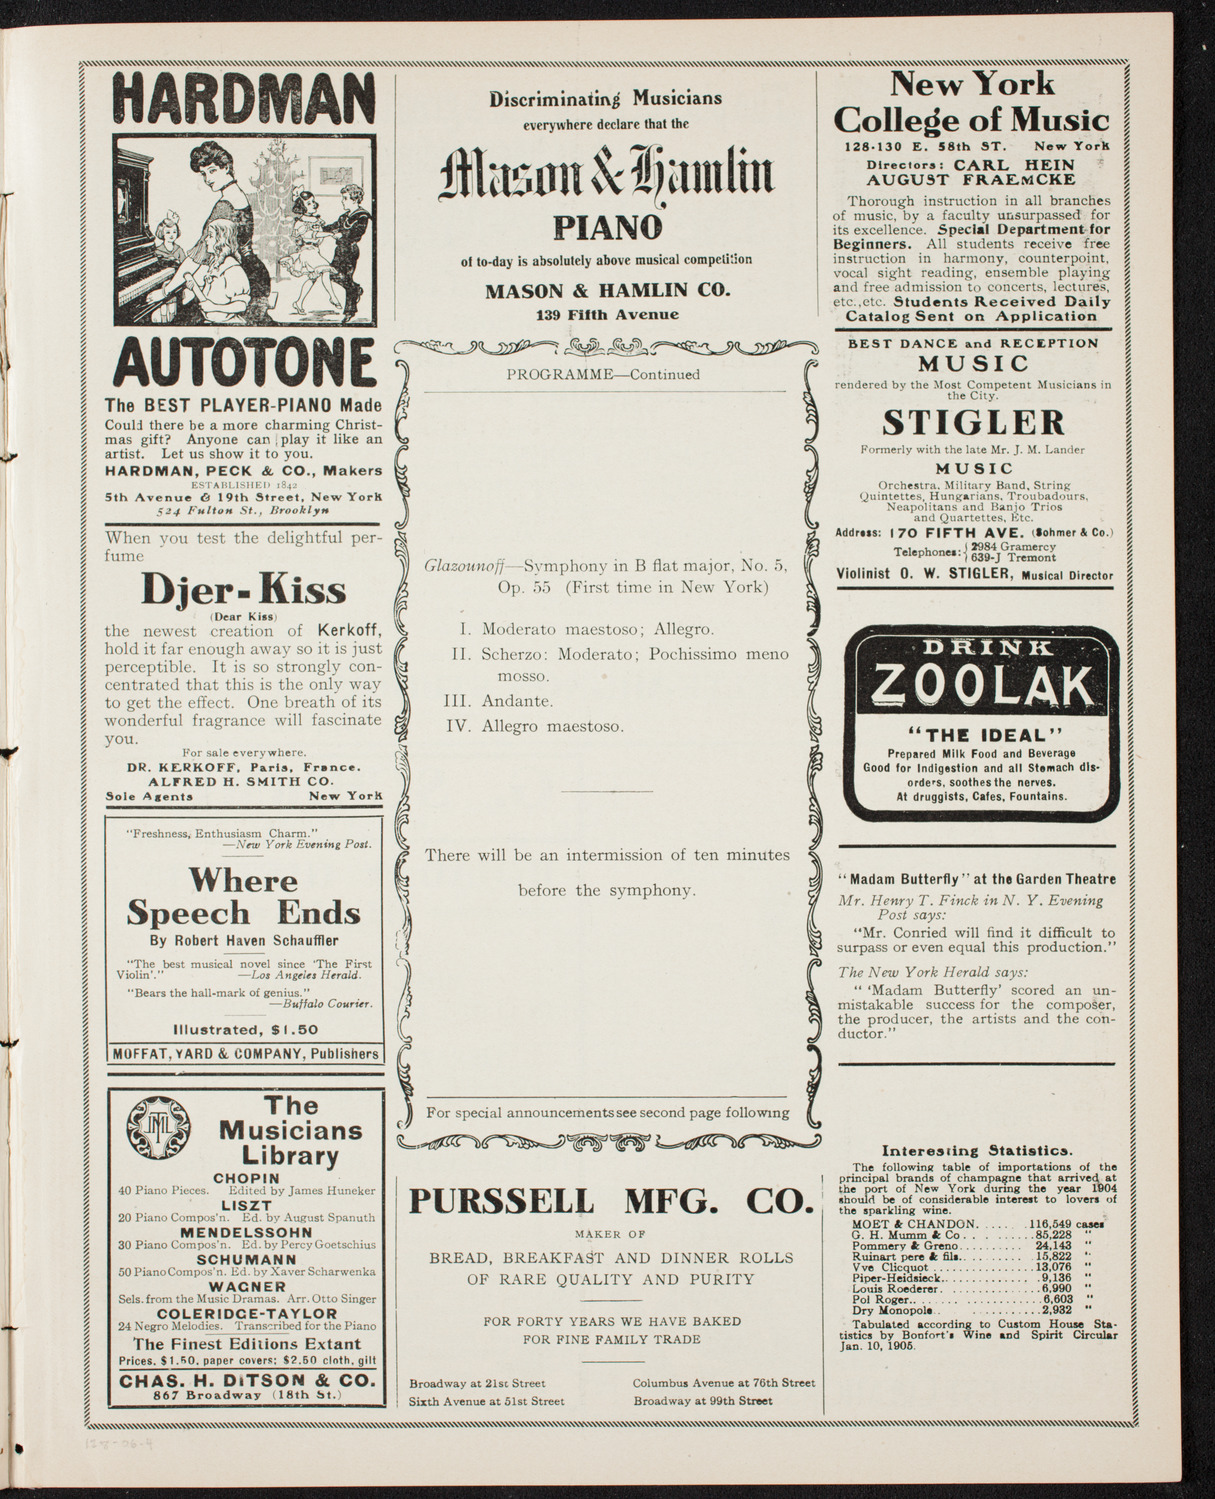 HARDMAN
AUTOTONE
The BEST PLAYER-PIANO Made
Could there be a more charming Christ-
mas gift? Anyone can play it like an
artist. Let us show it to you.
HARDMAN, PECK & CO., Makers
ESTABLISHED 1842
5th Avenue & 19th Street, New York
524 Fulton St., Brooklyn
When you test the delightful per-
fume
Djer-Kiss
(Dear Kiss)
the newest creation of Kerkoff,
hold it far enough away so it is just
perceptible. It is so strongly con-
centrated that this is the only way
to get the effect. One breath of its
wonderful fragrance will fascinate
you.
For sale everywhere.
DR. KERKOFF, Paris, France.
ALFRED H. SMITH CO.
Sole Agents New York
"Freshness, Enthusiasm Charm."
—New York Evening Post.
Where
Speech Ends
By Robert Haven Schauffler
"The best musical novel since 'The First
Violin'." —Los Angeles Herald.
"Bears the hall-mark of genius."
—Buffalo Courier.
Illustrated, $1.50
MOFFAT, YARD & COMPANY, Publishers
TML
The
Musicians
Library
CHOPIN
40 Piano Pieces. Edited by James Huneker
LISZT
20 Piano Compos'n. Ed. by August Spanuth
MENDELSSOHN
30 Piano Compos'n. Ed. by Percy Goetschius
SCHUMANN
50 Piano Compos'n. Ed. by Xaver Scharwenka
WAGNER
Sels. from the Music Dramas. Arr. Otto Singer
COLERIDGE-TAYLOR
24 Negro Melodies. Transcribed for the Piano
The Finest Editions Extant
Prices, $1.50, paper covers; $2.50 cloth, gilt
CHAS. H. DITSON & CO.
867 Broadway (18th St.)
Discriminating Musicians
everywhere declare that the
Mason & Hamlin
PIANO
of to-day is absolutely above musical competition
MASON & HAMLIN CO.
139 Fifth Avenue
PROGRAMME—Continued
Glazounoff—Symphony in B flat major, No. 5,
Op. 55 (First time in New York)
I. Moderato maestoso; Allegro.
II. Scherzo: Moderato; Pochissimo meno
mosso.
III. Andante.
IV. Allegro maestoso.
There will be an intermission of ten minutes
before the symphony.
For special announcements see second page following
PURSSELL MFG. CO.
MAKER OF
BREAD, BREAKFAST AND DINNER ROLLS
OF RARE QUALITY AND PURITY
FOR FORTY YEARS WE HAVE BAKED
FOR FINE FAMILY TRADE
Broadway at 21st Street Columbus Avenue at 76th Street
Sixth Avenue at 51st Street Broadway at 99th Street
New York
College of Music
128-130 E. 58th ST. New York
Directors: CARL HEIN
AUGUST FRAEMCKE
Thorough instruction in all branches
of music, by a faculty unsurpassed for
its excellence. Special Department for
Beginners. All students receive free
instruction in harmony, counterpoint,
vocal sight reading, ensemble playing
and free admission to concerts, lectures,
etc., etc. Students Received Daily
Catalog Sent on Application
BEST DANCE and RECEPTION
MUSIC
rendered by the Most Competent Musicians in
the City.
STIGLER
Formerly with the late Mr. J. M. Lander
MUSIC
Orchestra, Military Band, String
Quintettes, Hungarians, Troubadours,
Neapolitans and Banjo Trios
and Quartettes, Etc.
Address: 170 FIFTH AVE. (Sohmer & Co.)
Telephones: { 2984 Gramercy
639-J Tremont
Violinist O. W. STIGLER, Musical Director
DRINK
ZOOLAK
"THE IDEAL"
Prepared Milk Food and Beverage
Good for Indigestion and all Stomach dis-
orders, soothes the nerves.
At druggists, Cafes, Fountains.
"Madam Butterfly" at the Garden Theatre
Mr. Henry T. Finck in N. Y. Evening
Post says:
"Mr. Conried will find it difficult to
surpass or even equal this production."
The New York Herald says:
" 'Madam Butterfly' scored an un-
mistakable success for the composer,
the producer, the artists and the con-
ductor."
Interesting Statistics.
The following table of importations of the
principal brands of champagne that arrived at
the port of New York during the year 1904
should be of considerable interest to lovers of
the sparkling wine.
MOET & CHANDON. . . . . . 116,549 cases
G. H. Mumm & Co. . . . . . . . . 85,228 "
Pommery & Greno. . . . . . . . . 24,143 "
Ruinart pere & fils. . . . . . . . . 15,822 "
Vve Clicquot . . . . . . . . . . . . . 13,076 "
Piper-Heidsieck. . . . . . . . . . . . 9,136 "
Louis Roederer. . . . . . . . . . . . 6,990 "
Pol Roger. . . . . . . . . . . . . . . . 6,603 "
Dry Monopole. . . . . . . . . . . . . 2,932 "
Tabulated according to Custom House Sta-
tistics by Bonfort's Wine and Spirit Circular
Jan. 10, 1905.